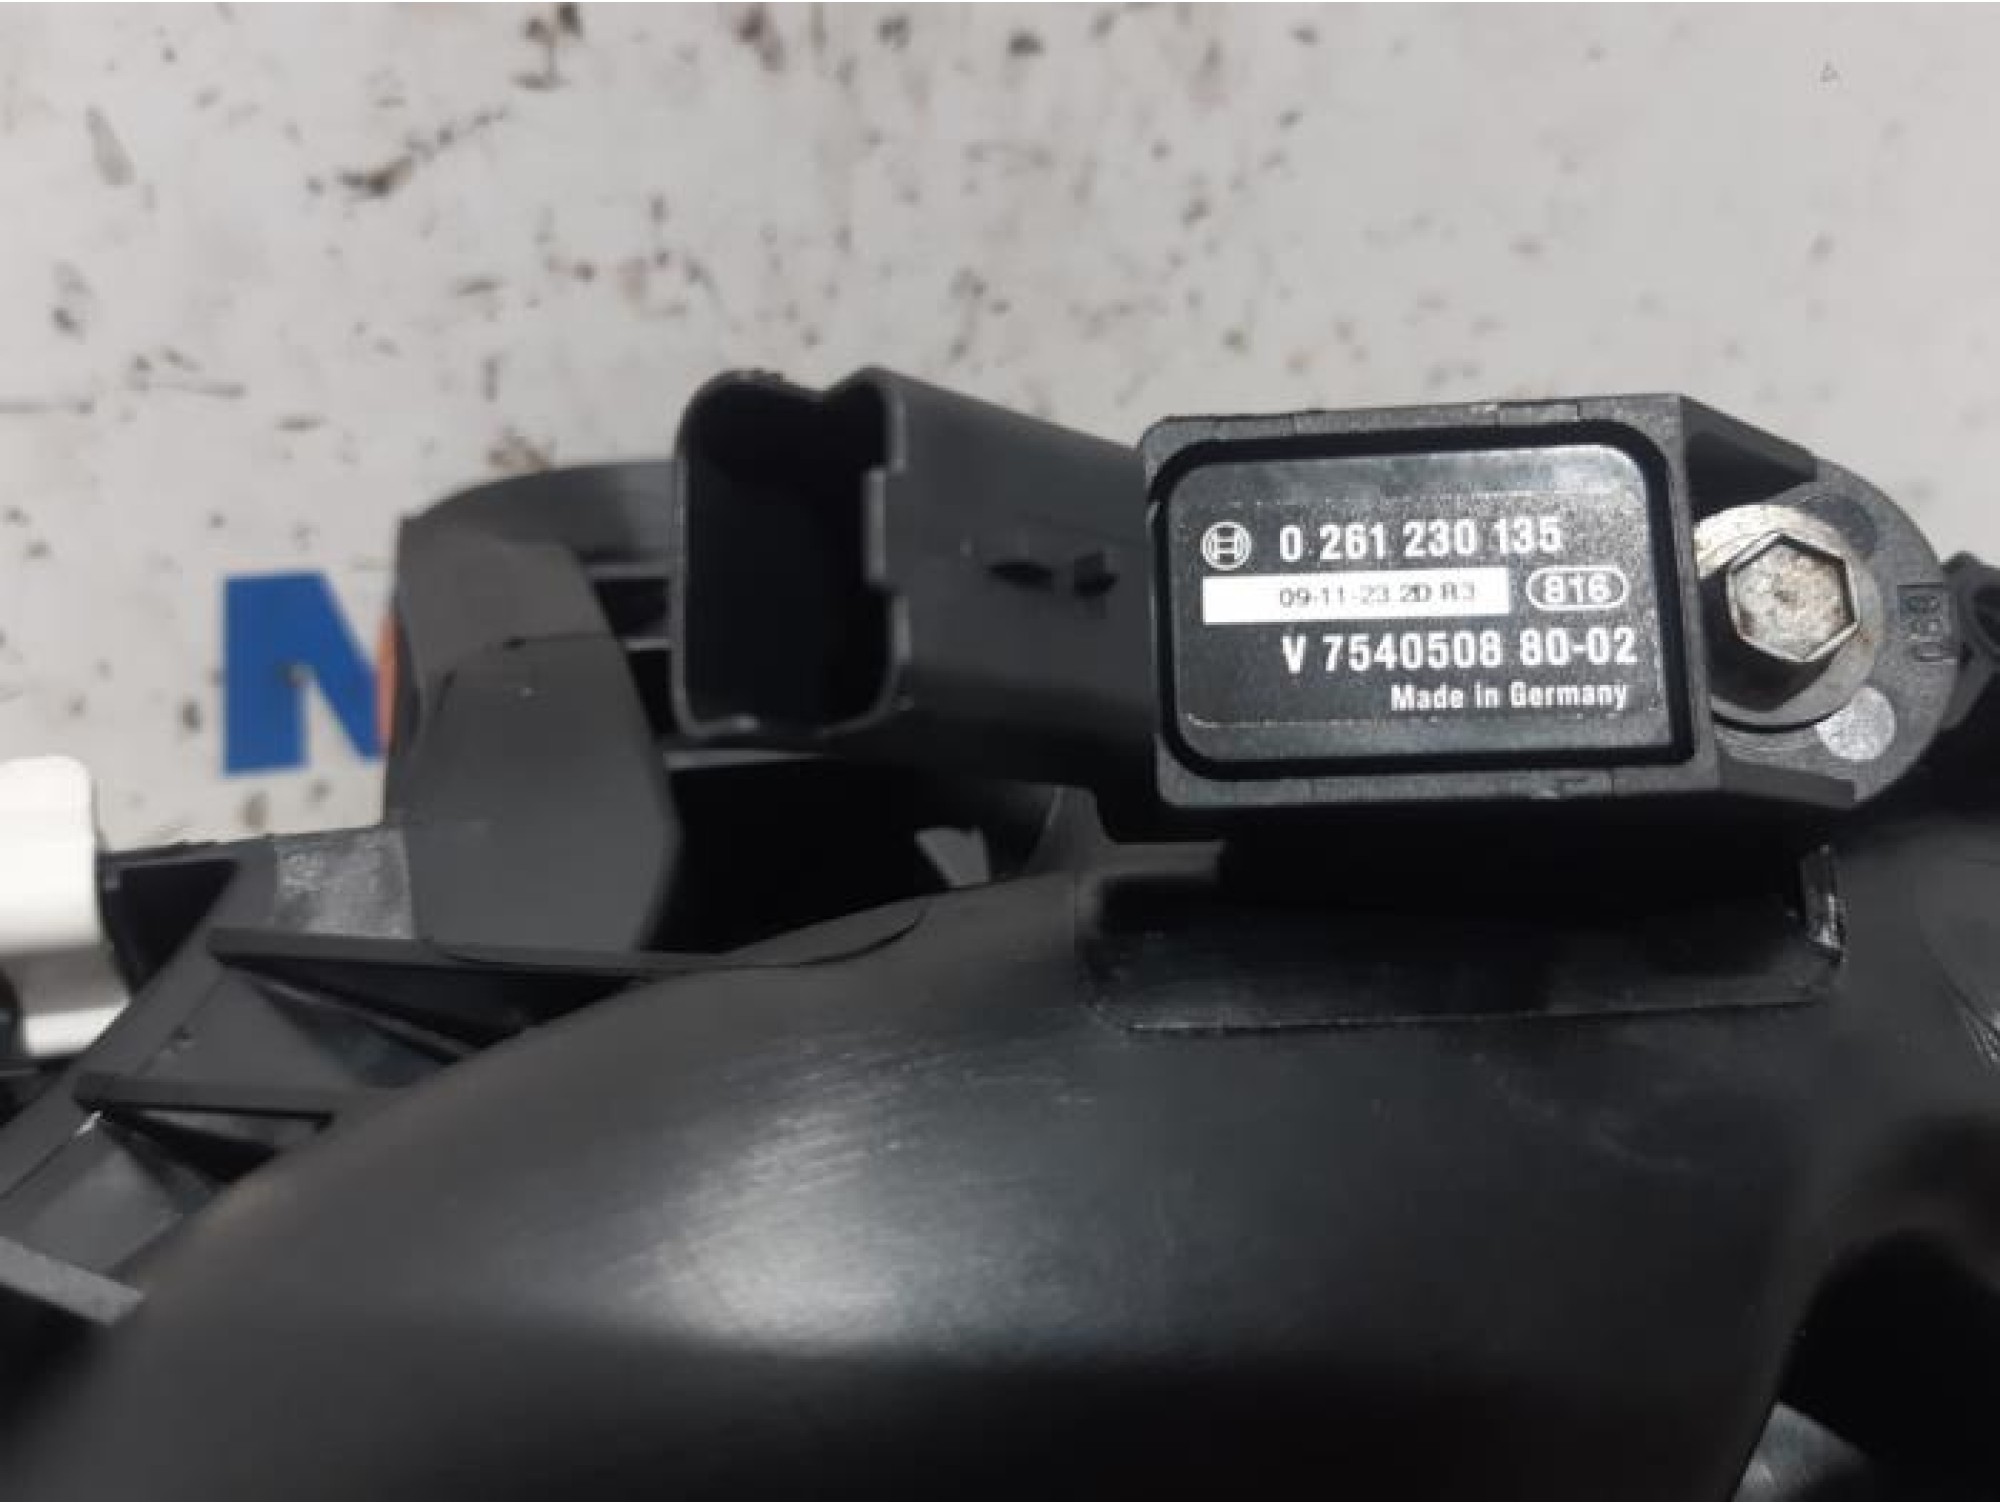 0 261 230 135
09-11-23 2D R3
816
V 7540508 80-02
Made in Germany
N